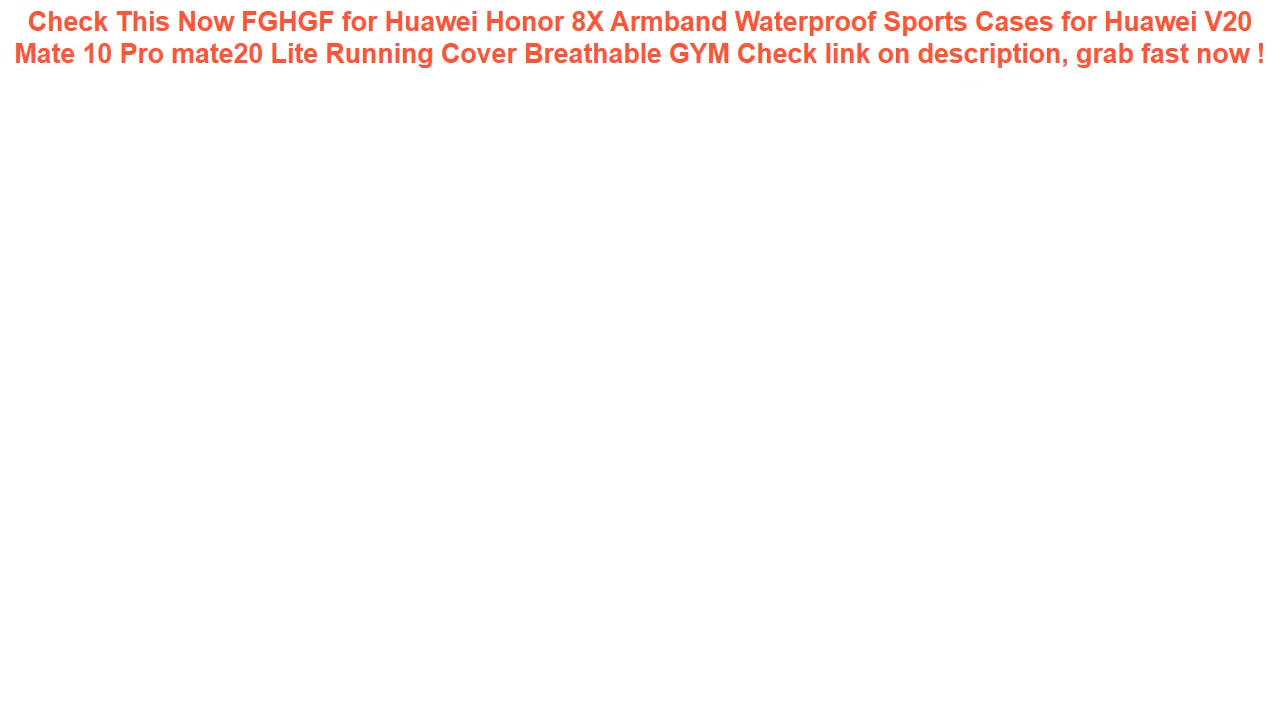 Check This Now FGHGF for Huawei Honor 8X Armband Waterproof Sports Cases for Huawei V20
Mate 10 Pro mate20 Lite Running Cover Breathable GYM Check link on description, grab fast now !